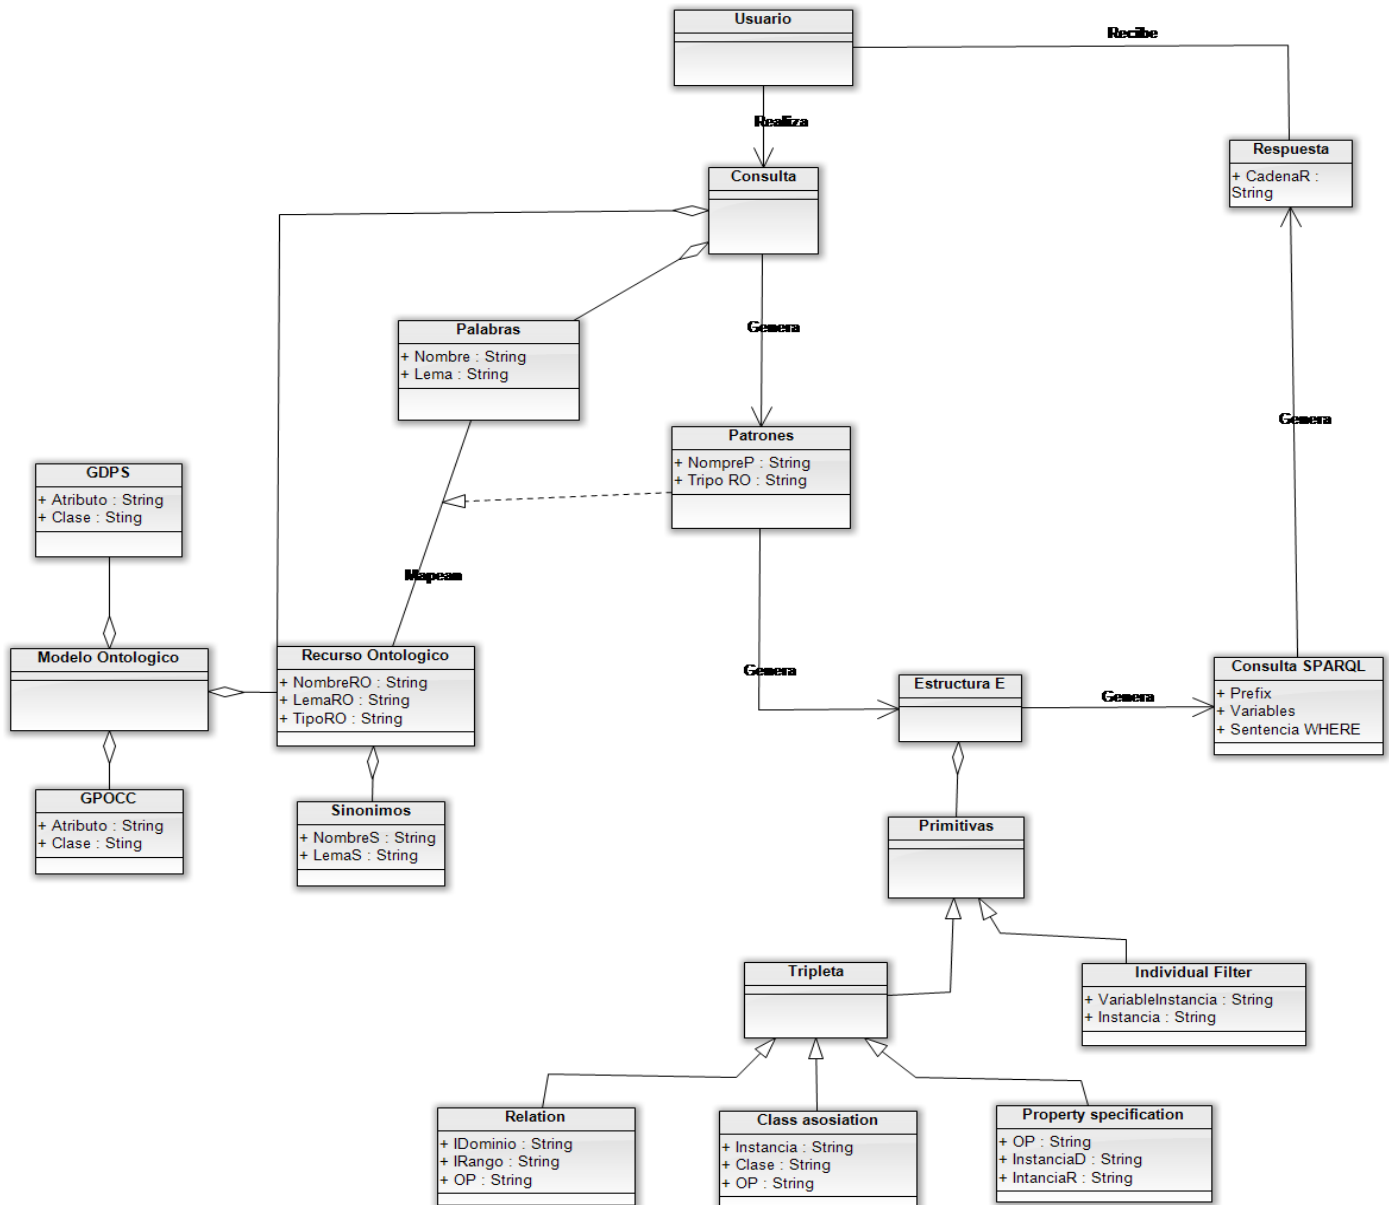 Usuario
Recibe
Realiza
Respuesta
+ CadenaR :
String
Consulta
Palabras
+ Nombre : String
+ Lema : String
Genera
Genera
Patrones
+ NompreP : String
+ Tripo RO : String
GDPS
+ Atributo : String
+ Clase : Sting
Mapean
Modelo Ontologico
Recurso Ontologico
+ NombreRO : String
+ LemaRO : String
+ TipoRO : String
Genera
Estructura E
Genera
Consulta SPARQL
+ Prefix
+ Variables
+ Sentencia WHERE
GPOCC
+ Atributo : String
+ Clase : Sting
Sinonimos
+ NombreS : String
+ LemaS : String
Primitivas
Tripleta
Individual Filter
+ VariableInstancia : String
+ Instancia : String
Relation
+ IDominio : String
+ IRango : String
+ OP : String
Class asosiation
+ Instancia : String
+ Clase : String
+ OP : String
Property specification
+ OP : String
+ InstanciaD : String
+ IntanciaR : String